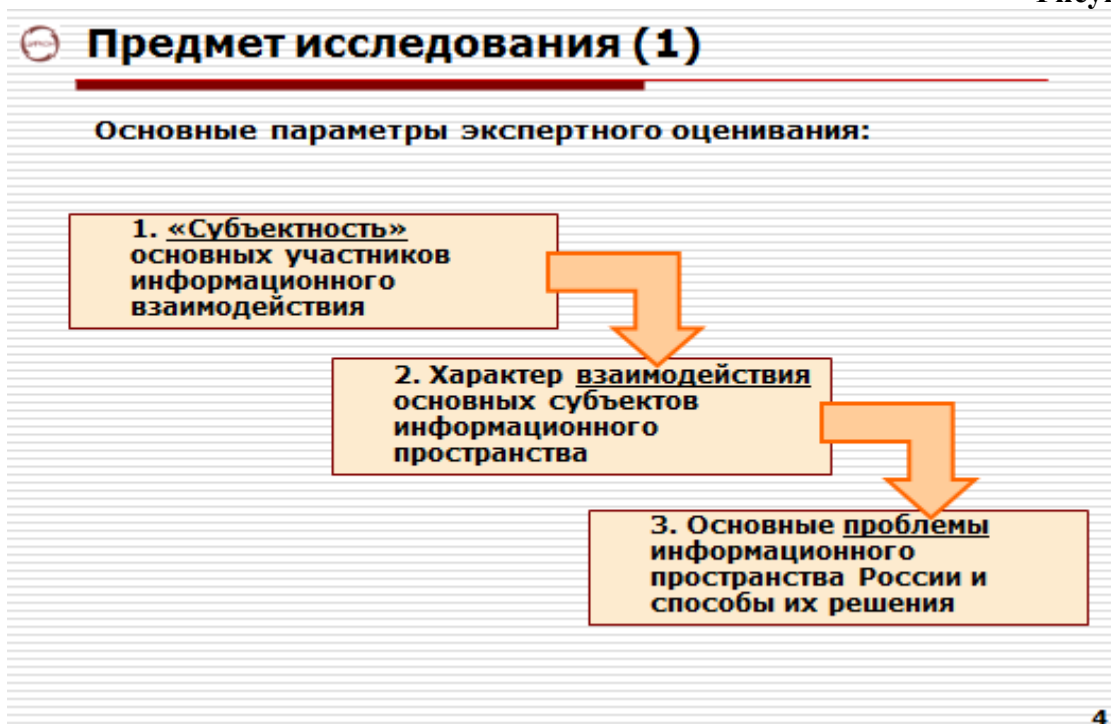 Предмет исследования (1)
Основные параметры экспертного оценивания:
1. «Субъектность»
основных участников
информационного
взаимодействия
2. Характер взаимодействия
основных субъектов
информационного
пространства
3. Основные проблемы
информационного
пространства России и
способы их решения
4